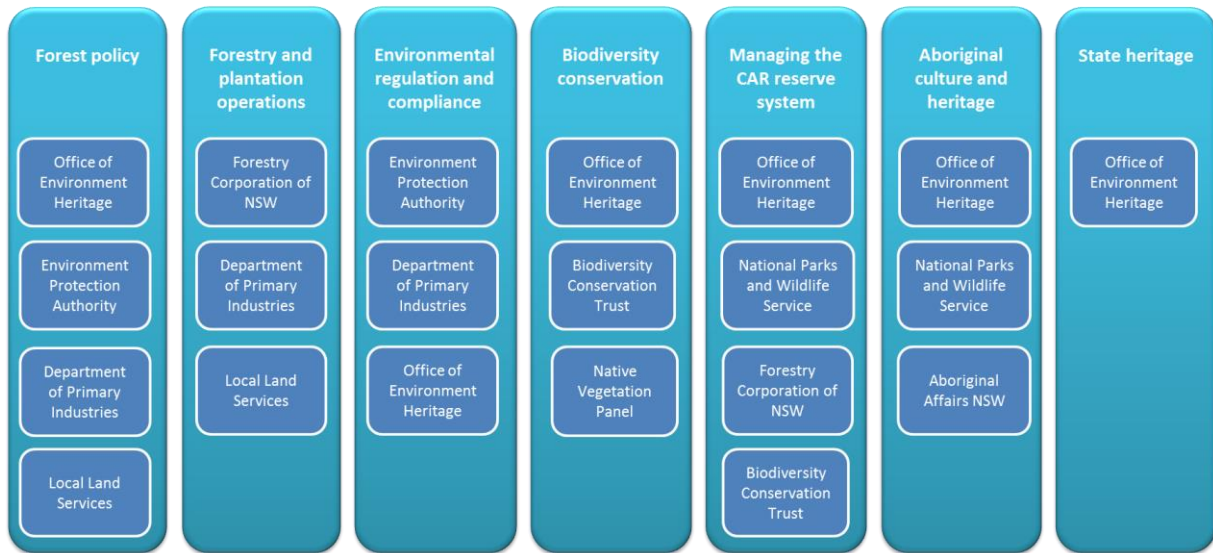 Forest policy
Office of
Environment
Heritage
Environment
Protection
Authority
Department
of Primary
Industries
Local Land
Services
Forestry and
plantation
operations
Forestry
Corporation of
NSW
Department
of Primary
Industries
Local Land
Services
Environmental
regulation and
compliance
Environment
Protection
Authority
Department
of Primary
Industries
Office of
Environment
Heritage
Biodiversity
conservation
Office of
Environment
Heritage
Biodiversity
Conservation
Trust
Native
Vegetation
Panel
Managing the
CAR reserve
system
Office of
Environment
Heritage
National Parks
and Wildlife
Service
Forestry
Corporation of
NSW
Biodiversity
Conservation
Trust
Aboriginal
culture and
heritage
Office of
Environment
Heritage
National Parks
and Wildlife
Service
Aboriginal
Affairs NSW
State heritage
Office of
Environment
Heritage